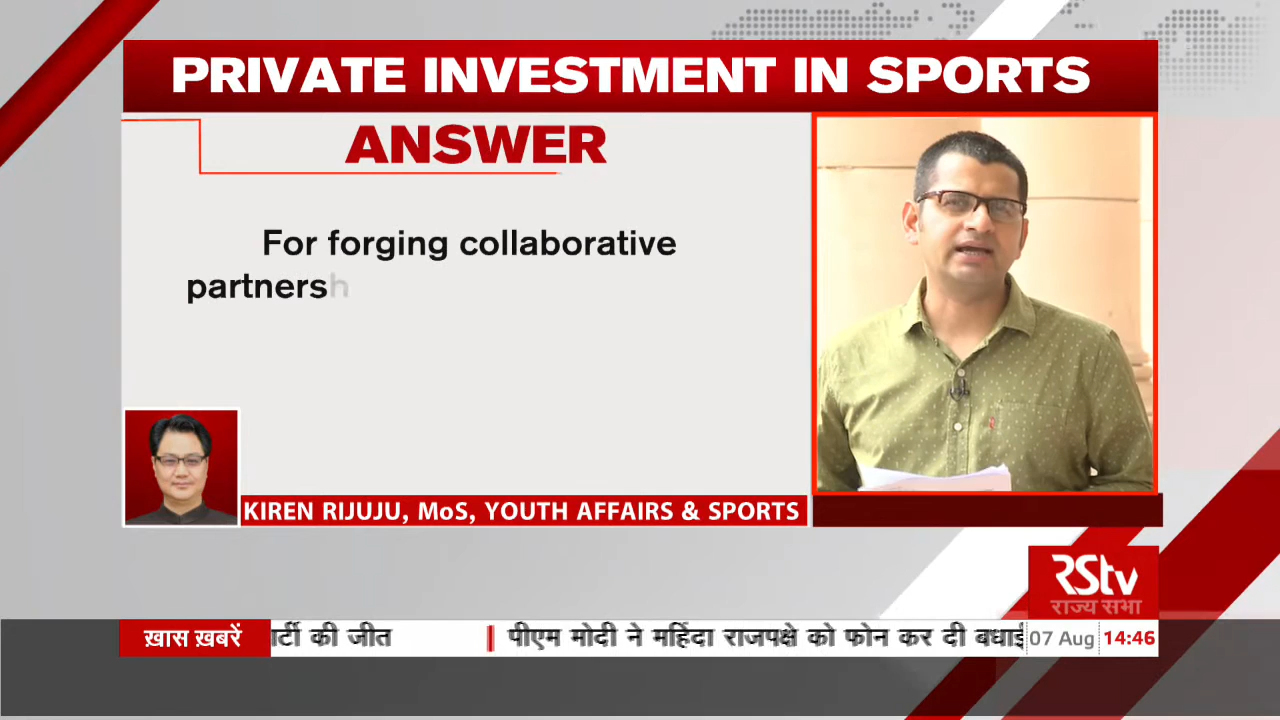 PRIVATE INVESTMENT IN SPORTS
ANSWER
For forging collaborative
partnersh
KIREN RIJUJU, MoS, YOUTH AFFAIRS & SPORTS
RStv
राज्य सभा
ख़ास ख़बरें
र्टी की जीत
पीएम मोदी ने महिंदा राजपक्षे को फोन कर दी बधाई
07 Aug 14:46